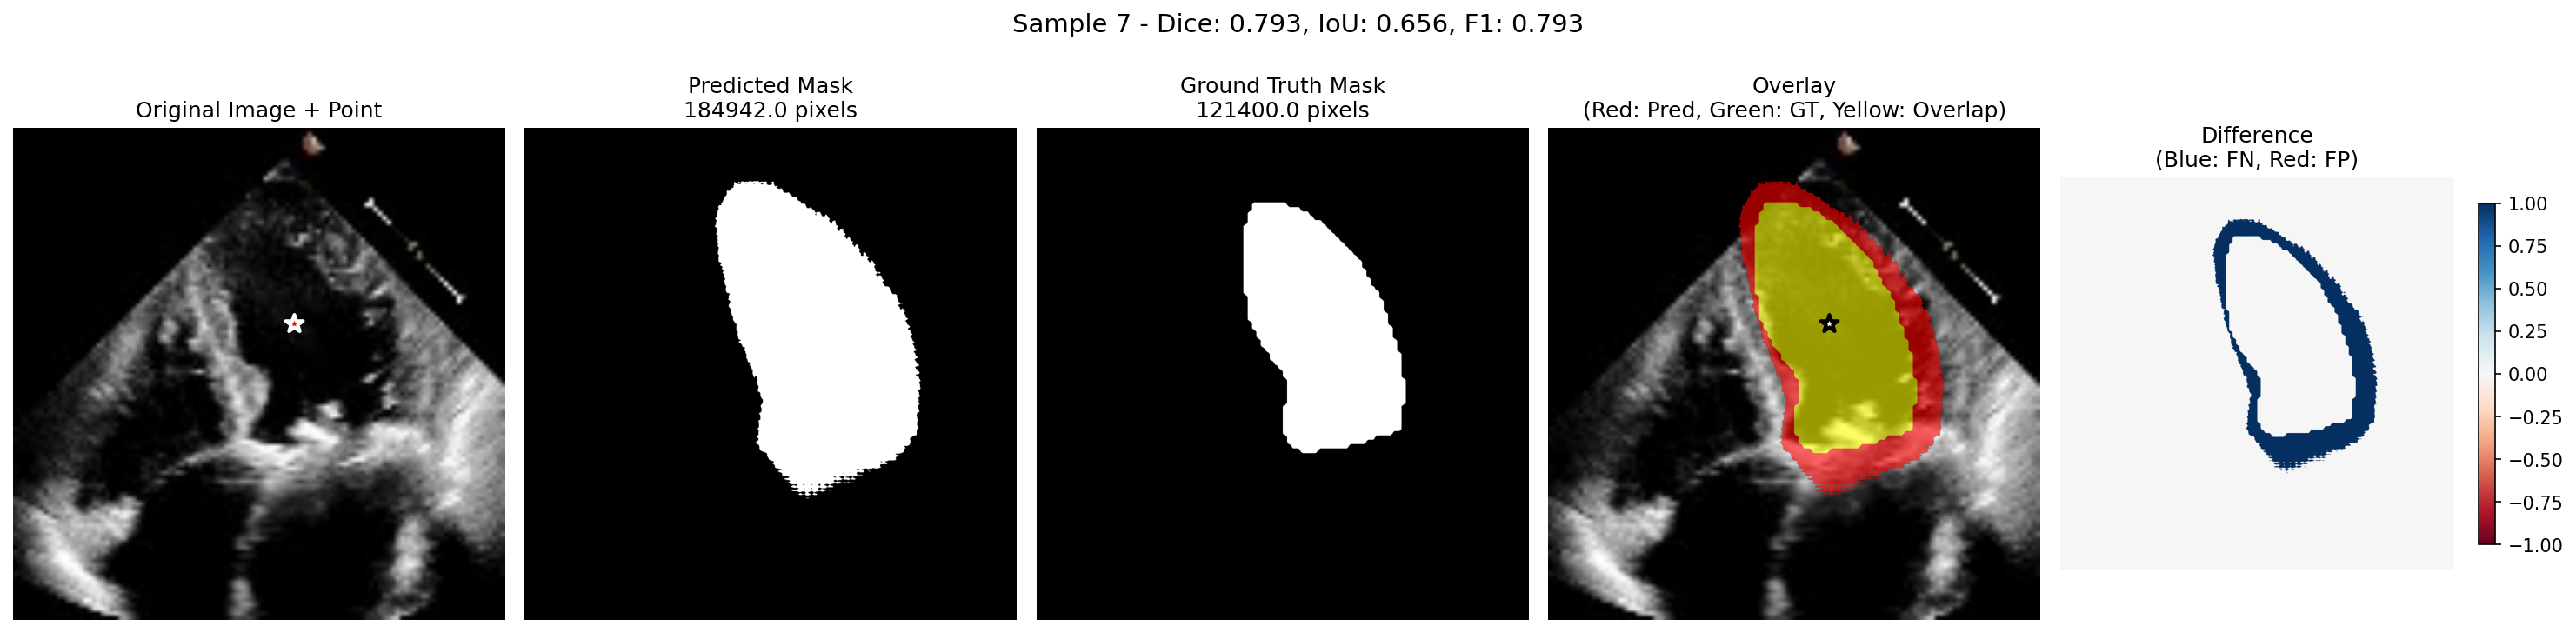 Sample 7 - Dice: 0.793, IoU: 0.656, F1: 0.793
Original Image + Point
Predicted Mask
184942.0 pixels
Ground Truth Mask
121400.0 pixels
Overlay
(Red: Pred, Green: GT, Yellow: Overlap)
Difference
(Blue: FN, Red: FP)
1.00
0.75
0.50
0.25
0.00
−0.25
−0.50
−0.75
−1.00